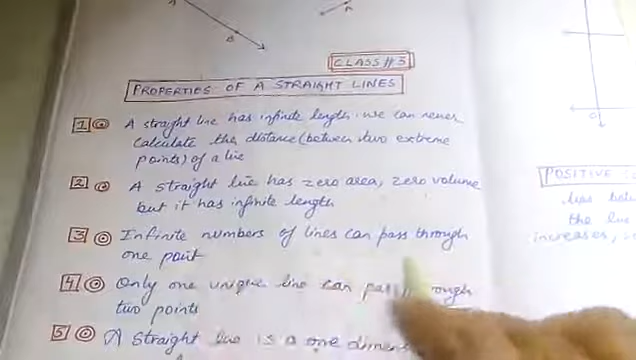 A
B
CLASS #3
PROPERTIES OF A STRAIGHT LINES
1 A straight line has infinite length. we can never
calculate the distance (between two extreme
points) of a line
2 A straight line has zero area, zero volume
but it has infinite length
3 Infinite numbers of lines can pass through
one point
4 Only one unique line can
two points
5 A straight line is a one
POSITIVE
the line
increases,